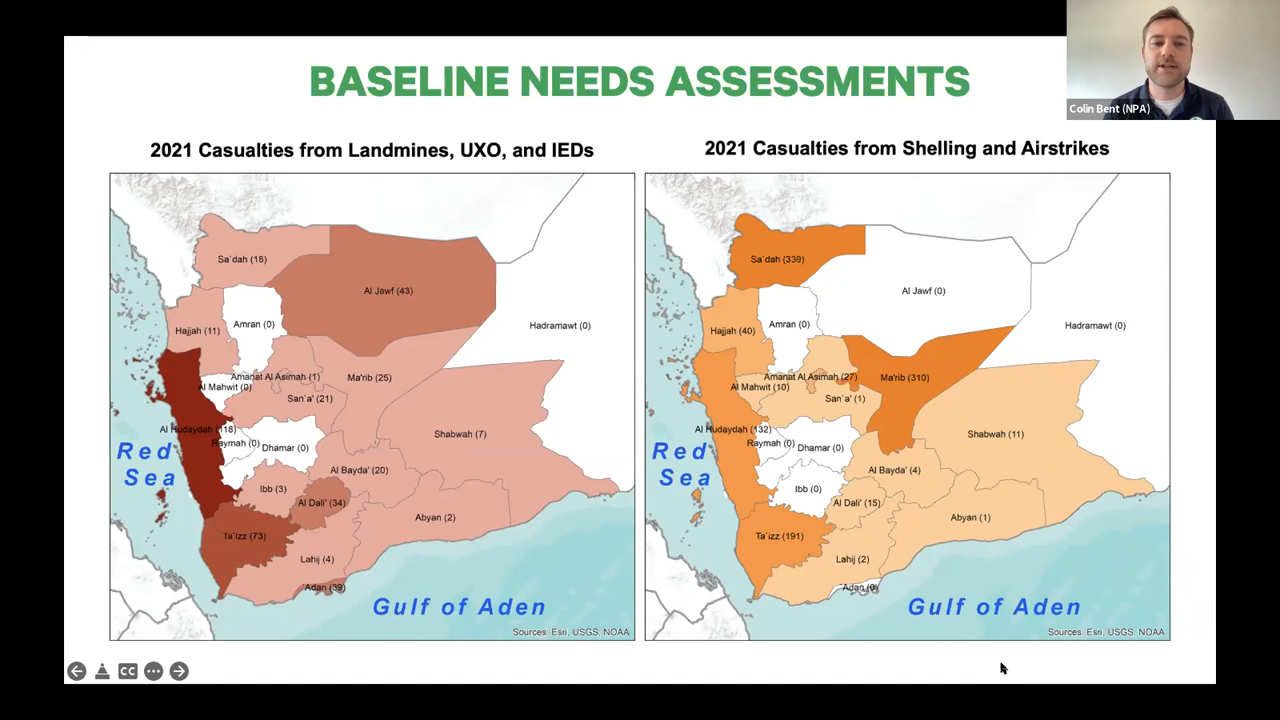 BASELINE NEEDS ASSESSMENTS
Colin Bent (NPA)
2021 Casualties from Landmines, UXO, and IEDs
Sa`dah (18)
Al Jawf (43)
Hajjah (11)
Amran (0)
Hadramawt (0)
Amanat Al Asimah (1)
Al Mahwit (0)
Ma'rib (25)
San`a' (21)
Al Hudaydah (118)
Raymah (0)
Dhamar (0)
Shabwah (7)
Red
Sea
Al Bayda' (20)
Ibb (3)
Al Dali' (34)
Abyan (2)
Ta`izz (73)
Lahij (4)
`Adan (39)
Gulf of Aden
Sources: Esri, USGS, NOAA
2021 Casualties from Shelling and Airstrikes
Sa`dah (339)
Al Jawf (0)
Hajjah (40)
Amran (0)
Hadramawt (0)
Amanat Al Asimah (27)
Al Mahwit (10)
Ma'rib (310)
San`a' (1)
Al Hudaydah (132)
Raymah (0)
Dhamar (0)
Shabwah (11)
Red
Sea
Al Bayda' (4)
Ibb (0)
Al Dali' (15)
Abyan (1)
Ta`izz (191)
Lahij (2)
`Adan (0)
Gulf of Aden
Sources: Esri, USGS, NOAA
CC